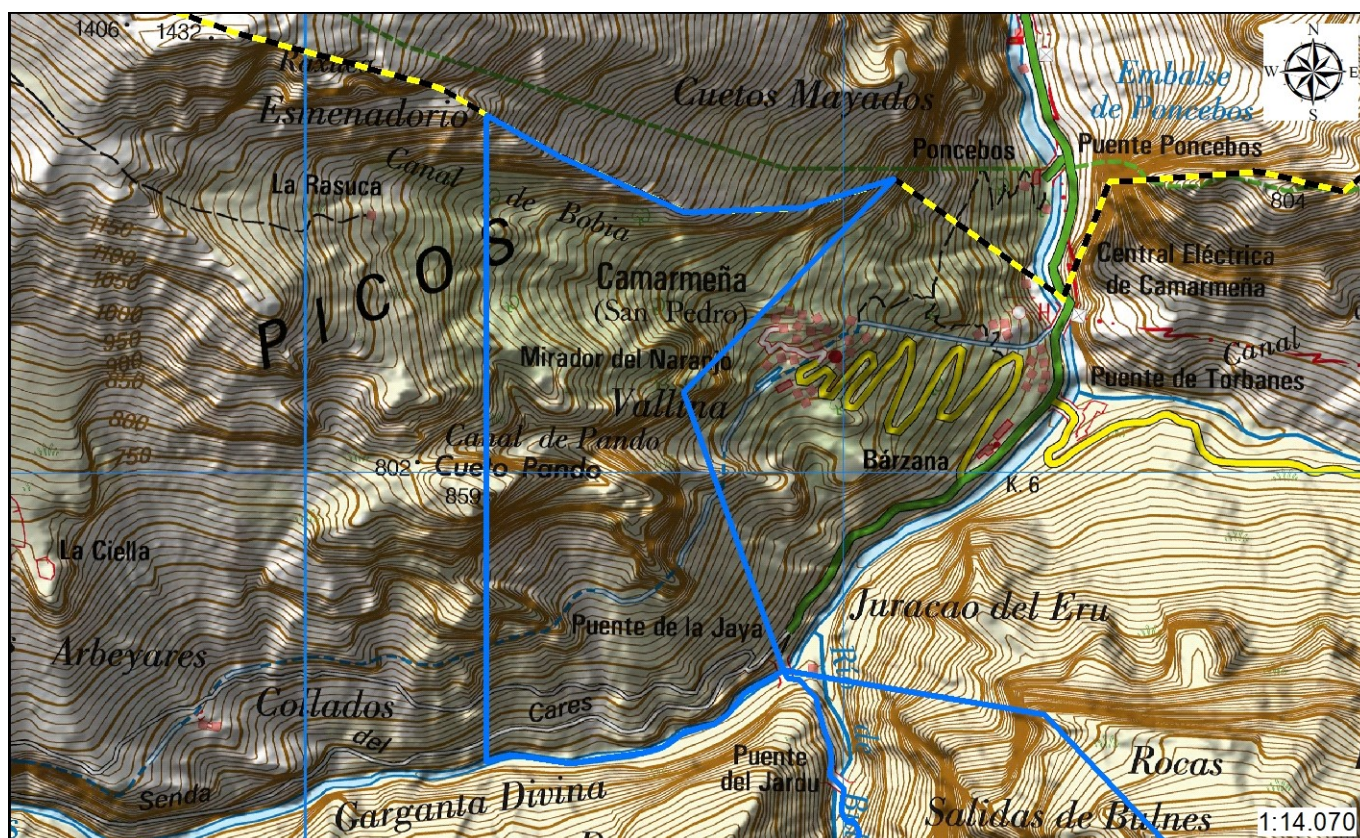 1406
1432
Esmenadorio
Cuetos Mayados
Embalse
de Poncebos
N
W
E
S
Poncebos
Puente Poncebos
La Rasuca
Canal
de
Bobia
804
PICOS
1150
1100
1050
1000
950
900
850
800
750
Camarmeña
(San Pedro)
Central Eléctrica
de Camarmeña
H
Canal
Mirador del Naranjo
Vallina
Puente de Torbanes
Canal de Pando
802
Cueto Pando
859
Bárzana
K. 6
La Ciella
Arbeyares
Puente de la Jaya
Juracao del Eru
Río
de
Collados
Senda
del
Cares
Garganta Divina
Puente
del Jardu
Rocas
Salidas de Bulnes
1:14.070